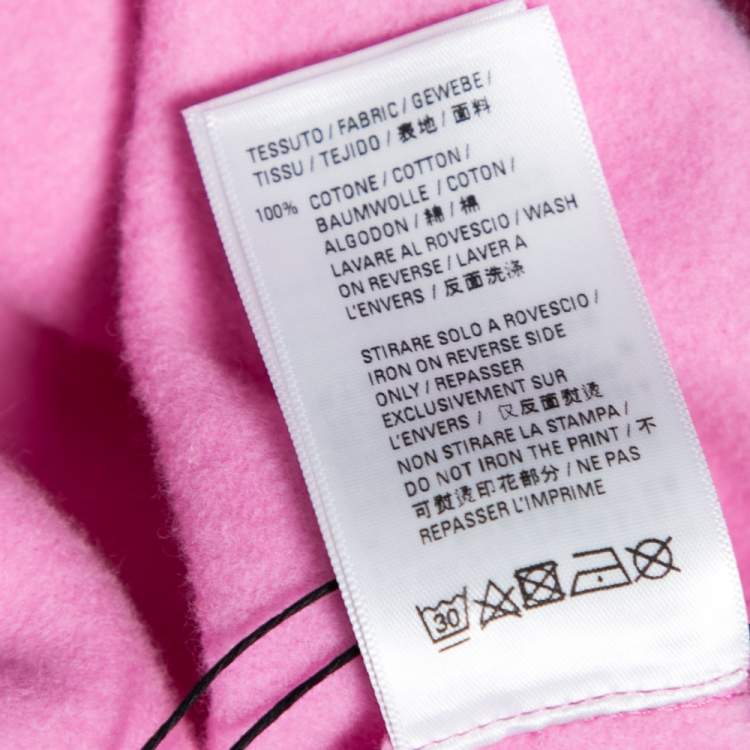 TESSUTO / FABRIC / GEWEBE /
TISSU / TEJIDO / 表地 / 面料
100% COTONE / COTTON /
BAUMWOLLE / COTON /
ALGODON / 綿 / 棉
LAVARE AL ROVESCIO / WASH
ON REVERSE / LAVER A
L'ENVERS / 反面洗涤
STIRARE SOLO A ROVESCIO /
IRON ON REVERSE SIDE
ONLY / REPASSER
EXCLUSIVEMENT SUR
L'ENVERS / 仅反面熨烫
NON STIRARE LA STAMPA /
DO NOT IRON THE PRINT / 不
可熨烫印花部分 / NE PAS
REPASSER L'IMPRIME
30